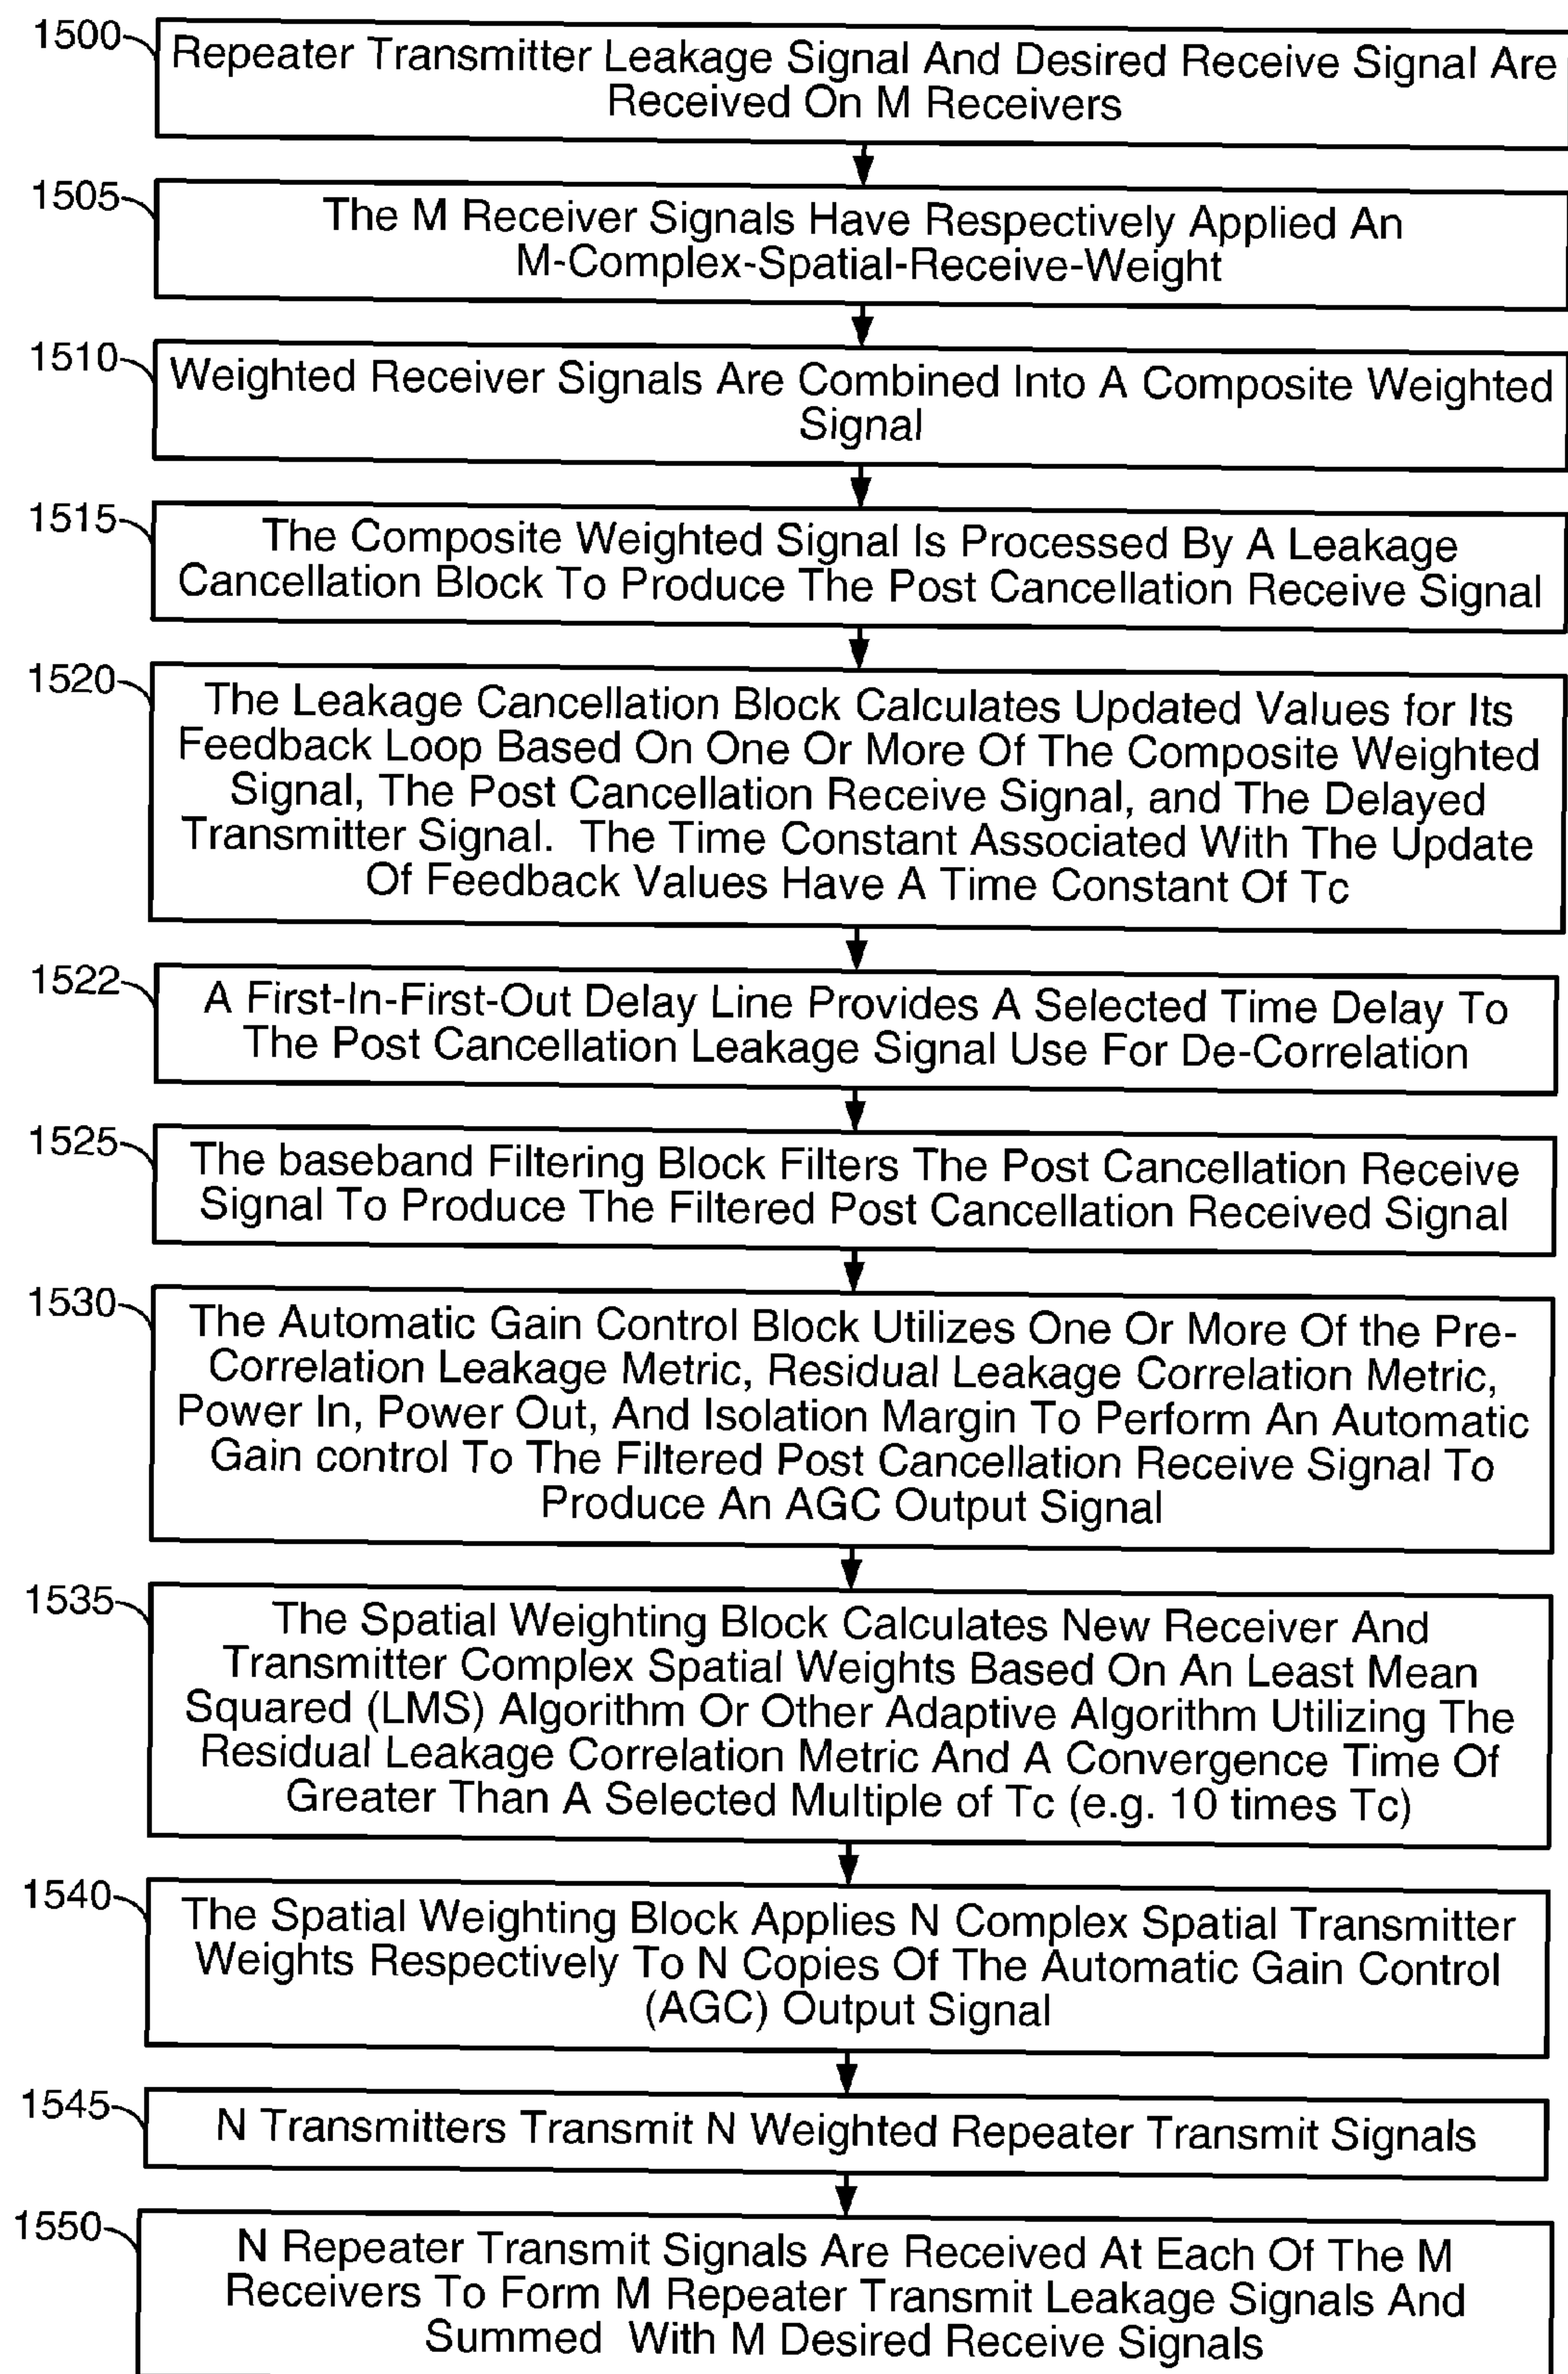 1500
Repeater Transmitter Leakage Signal And Desired Receive Signal Are
Received On M Receivers
1505
The M Receiver Signals Have Respectively Applied An
M-Complex-Spatial-Receive-Weight
1510
Weighted Receiver Signals Are Combined Into A Composite Weighted
Signal
1515
The Composite Weighted Signal Is Processed By A Leakage
Cancellation Block To Produce The Post Cancellation Receive Signal
1520
The Leakage Cancellation Block Calculates Updated Values for Its
Feedback Loop Based On One Or More Of The Composite Weighted
Signal, The Post Cancellation Receive Signal, and The Delayed
Transmitter Signal. The Time Constant Associated With The Update
Of Feedback Values Have A Time Constant Of Tc
1522
A First-In-First-Out Delay Line Provides A Selected Time Delay To
The Post Cancellation Leakage Signal Use For De-Correlation
1525
The baseband Filtering Block Filters The Post Cancellation Receive
Signal To Produce The Filtered Post Cancellation Received Signal
1530
The Automatic Gain Control Block Utilizes One Or More Of the Pre-
Correlation Leakage Metric, Residual Leakage Correlation Metric,
Power In, Power Out, And Isolation Margin To Perform An Automatic
Gain control To The Filtered Post Cancellation Receive Signal To
Produce An AGC Output Signal
1535
The Spatial Weighting Block Calculates New Receiver And
Transmitter Complex Spatial Weights Based On An Least Mean
Squared (LMS) Algorithm Or Other Adaptive Algorithm Utilizing The
Residual Leakage Correlation Metric And A Convergence Time Of
Greater Than A Selected Multiple of Tc (e.g. 10 times Tc)
1540
The Spatial Weighting Block Applies N Complex Spatial Transmitter
Weights Respectively To N Copies Of The Automatic Gain Control
(AGC) Output Signal
1545
N Transmitters Transmit N Weighted Repeater Transmit Signals
1550
N Repeater Transmit Signals Are Received At Each Of The M
Receivers To Form M Repeater Transmit Leakage Signals And
Summed With M Desired Receive Signals